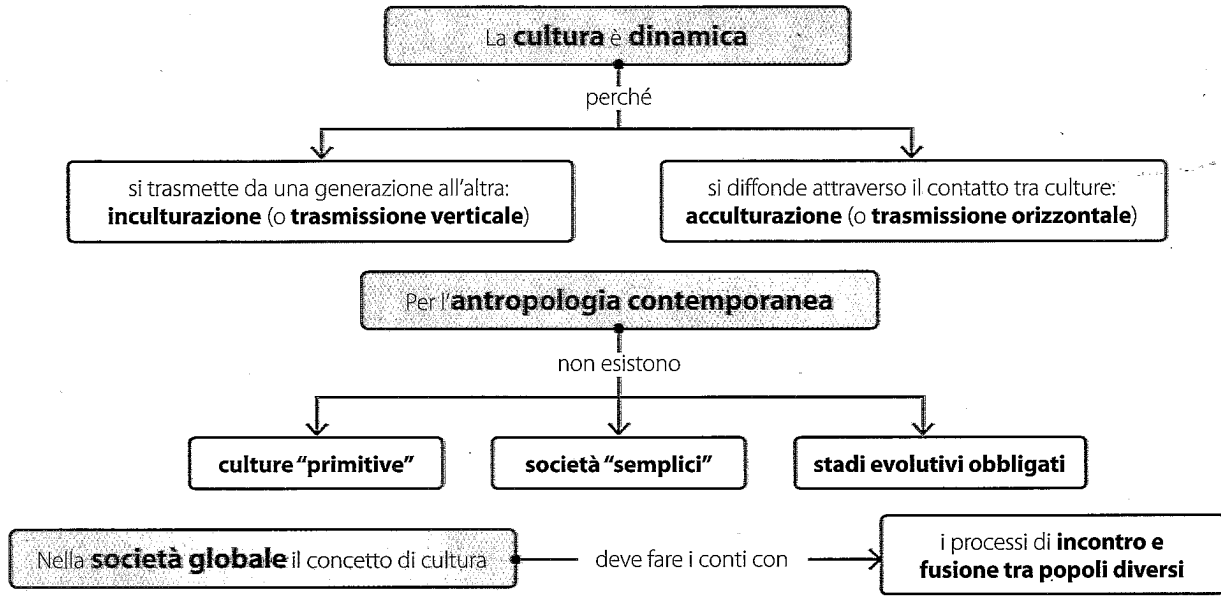 La cultura è dinamica
perché
si trasmette da una generazione all'altra:
inculturazione (o trasmissione verticale)
si diffonde attraverso il contatto tra culture:
acculturazione (o trasmissione orizzontale)
Per l'antropologia contemporanea
non esistono
culture "primitive"
società "semplici"
stadi evolutivi obbligati
Nella società globale il concetto di cultura
deve fare i conti con
i processi di incontro e
fusione tra popoli diversi